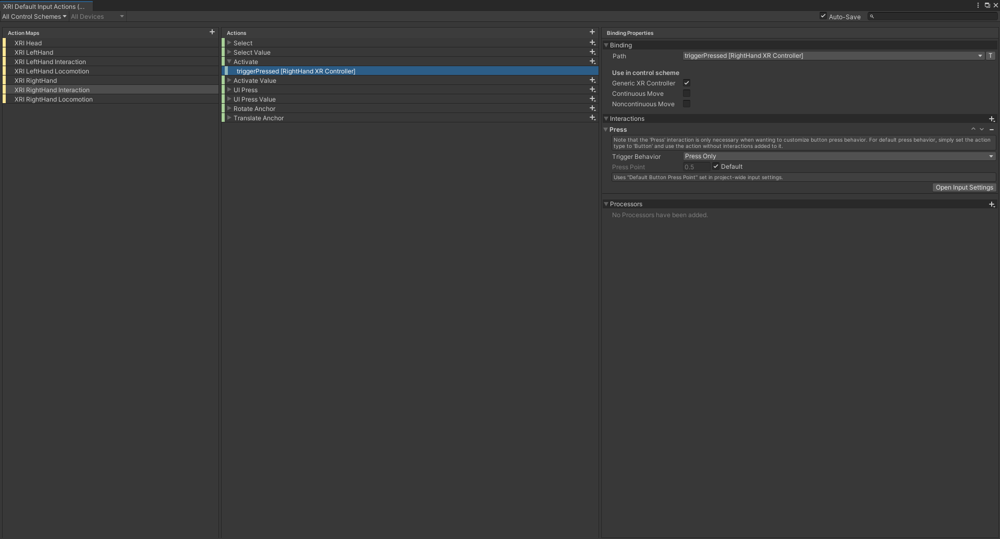 XRI Default Input Actions (...
All Control Schemes
All Devices
Auto-Save
Action Maps
XRI Head
XRI LeftHand
XRI LeftHand Interaction
XRI LeftHand Locomotion
XRI RightHand
XRI RightHand Interaction
XRI RightHand Locomotion
Actions
Select
Select Value
Activate
triggerPressed [RightHand XR Controller]
Activate Value
UI Press
UI Press Value
Rotate Anchor
Translate Anchor
Binding Properties
Binding
Path triggerPressed [RightHand XR Controller] T
Use in control scheme
Generic XR Controller
Continuous Move
Noncontinuous Move
Interactions
Press
Note that the 'Press' interaction is only necessary when wanting to customize button press behavior. For default press behavior, simply set the action
type to 'Button' and use the action without interactions added to it.
Trigger Behavior Press Only
Press Point 0.5 Default
Uses "Default Button Press Point" set in project-wide input settings.
Open Input Settings
Processors
No Processors have been added.